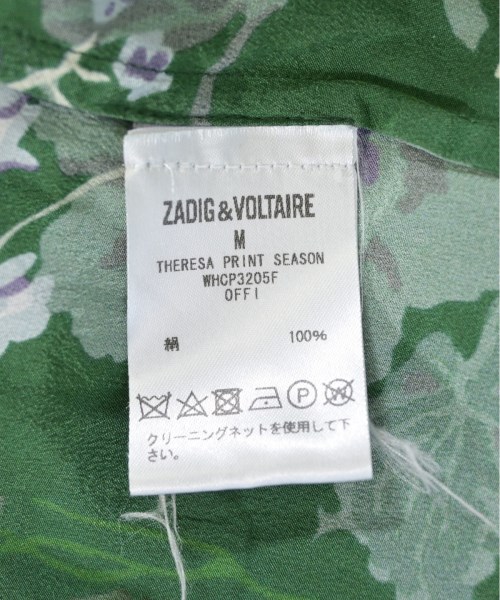 ZADIG&VOLTAIRE
M
THERESA PRINT SEASON
WHCP3205F
OFFI
絹 100%
P W
クリーニングネットを使用して下
さい。